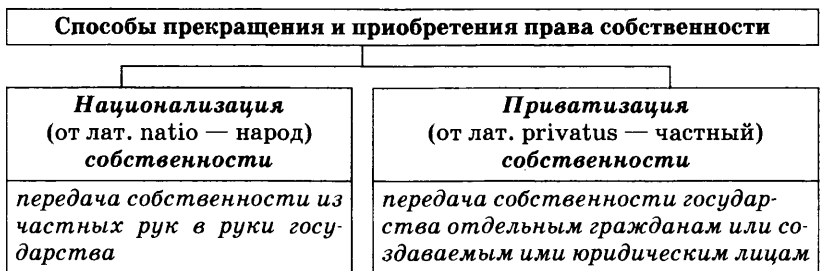 Способы прекращения и приобретения права собственности
Национализация
(от лат. natio — народ)
собственности
передача собственности из
частных рук в руки госу-
дарства
Приватизация
(от лат. privatus — частный)
собственности
передача собственности государ-
ства отдельным гражданам или со-
здаваемым ими юридическим лицам